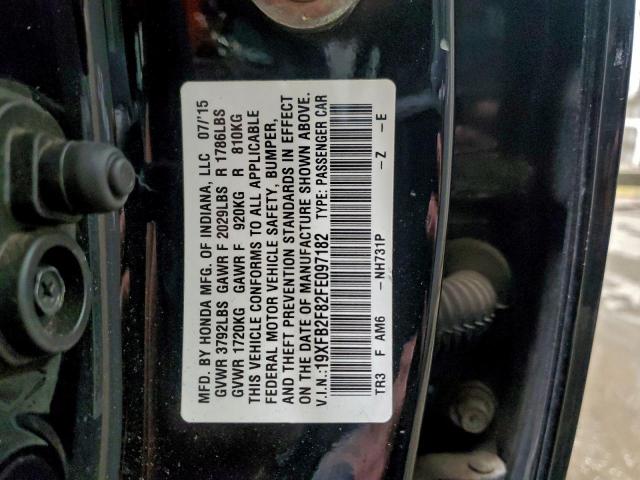 MFD. BY HONDA MFG. OF INDIANA, LLC 07/'15
GVWR 3792LBS GAWR F 2029LBS R 1786LBS
GVWR 1720KG GAWR F 920KG R 810KG
THIS VEHICLE CONFORMS TO ALL APPLICABLE
FEDERAL MOTOR VEHICLE SAFETY, BUMPER,
AND THEFT PREVENTION STANDARDS IN EFFECT
ON THE DATE OF MANUFACTURE SHOWN ABOVE.
V.I.N.:19XFB2F82FE097182 TYPE: PASSENGER CAR
TR3 F AM6 -NH731P -Z -E